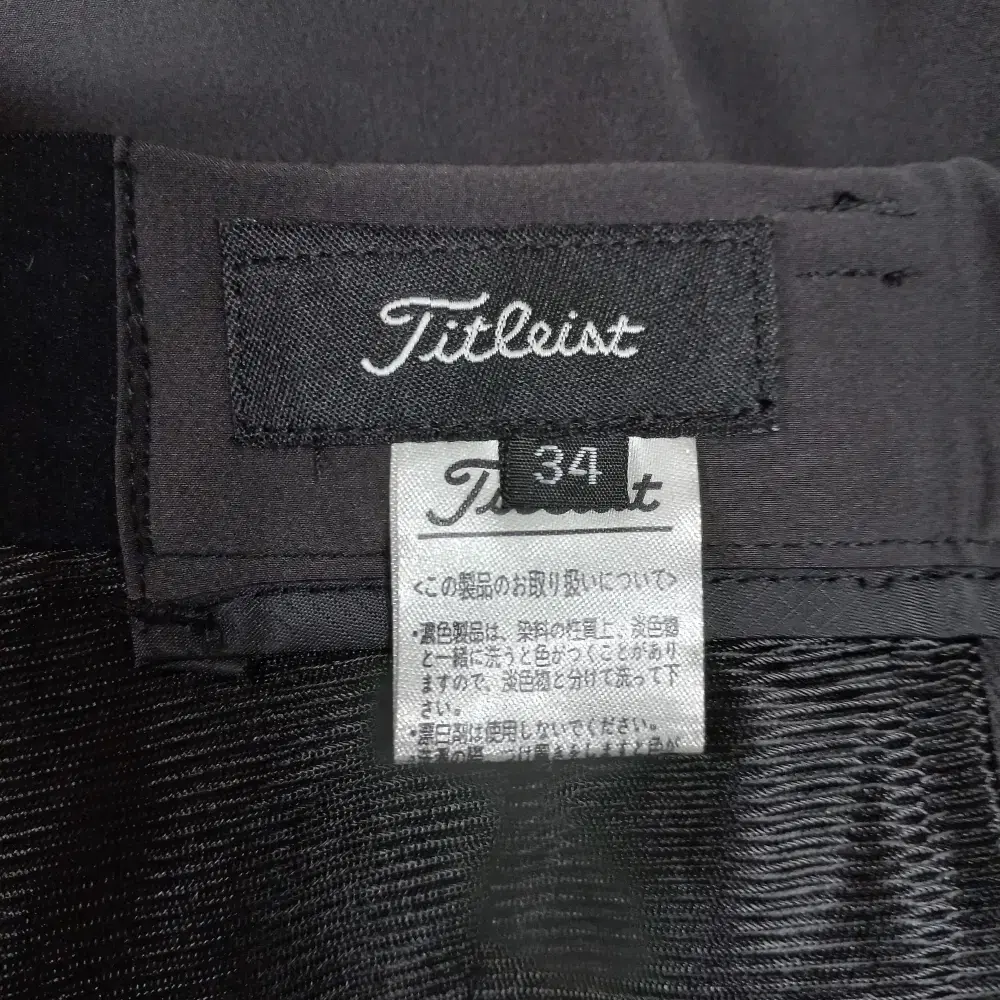 Titleist
34
<この製品のお取り扱いについて>
・濃色製品は、染料の性質上、淡色物
と一緒に洗うと色がつくことがあり
ますので、淡色物と分けて洗って下
さい。
・漂白剤は使用しないでください。